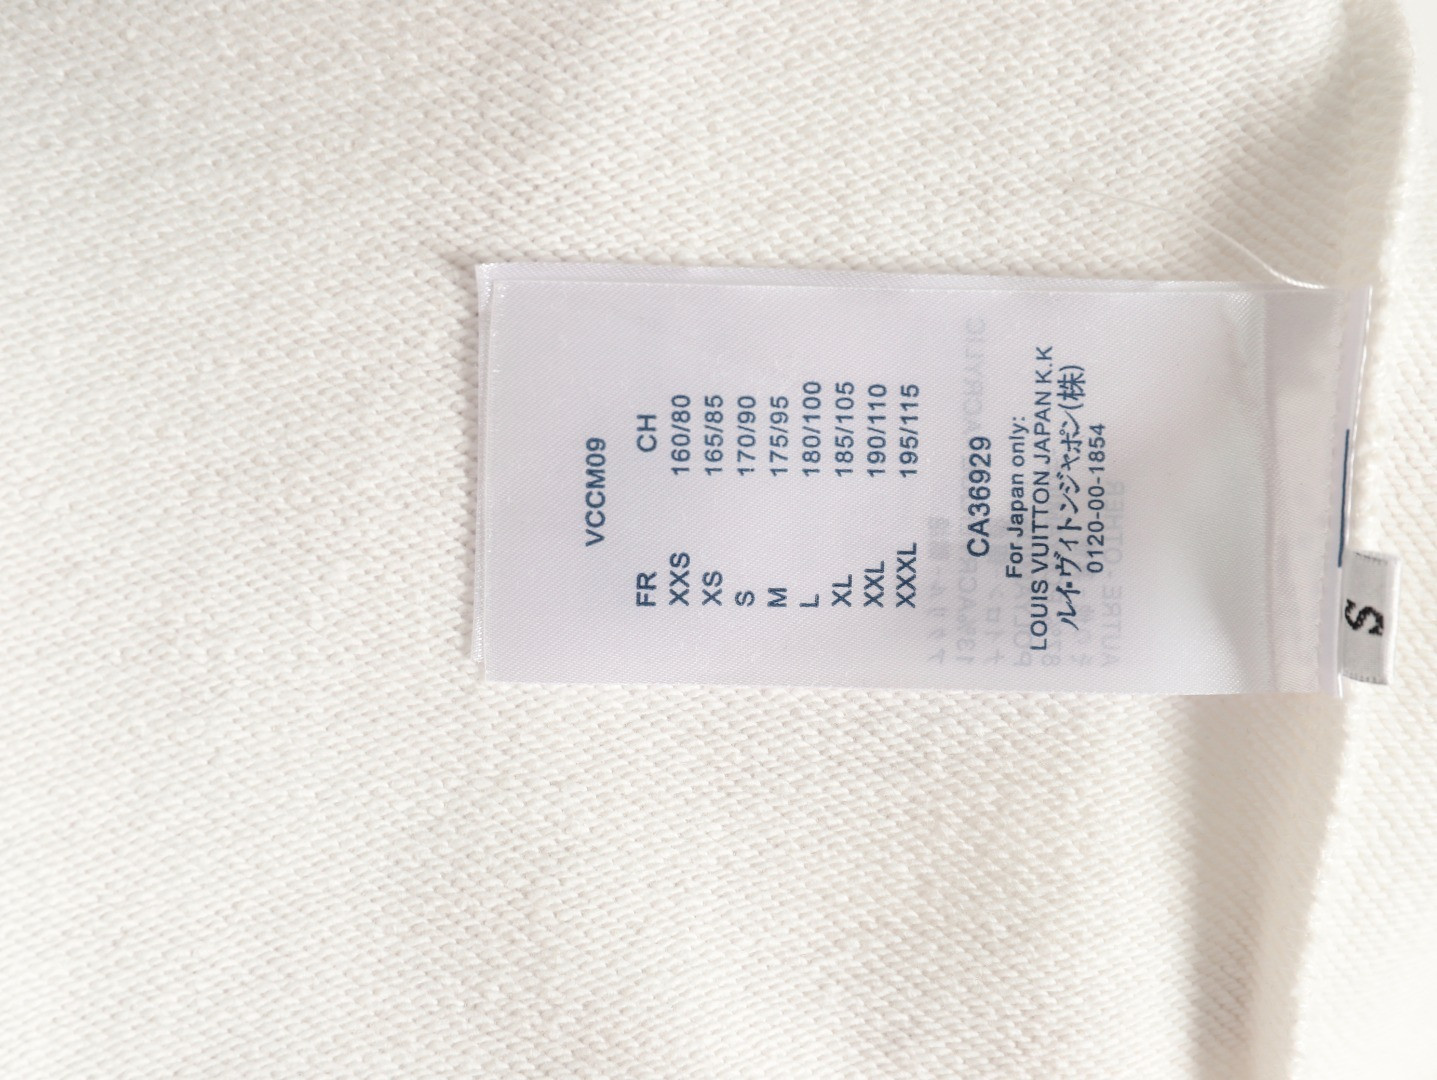 VCCM09
FR CH
XXS 160/80
XS 165/85
S 170/90
M 175/95
L 180/100
XL 185/105
XXL 190/110
XXXL 195/115
CA36929
For Japan only:
LOUIS VUITTON JAPAN K.K
ルイ・ヴィトンジャポン(株)
0120-00-1854
S